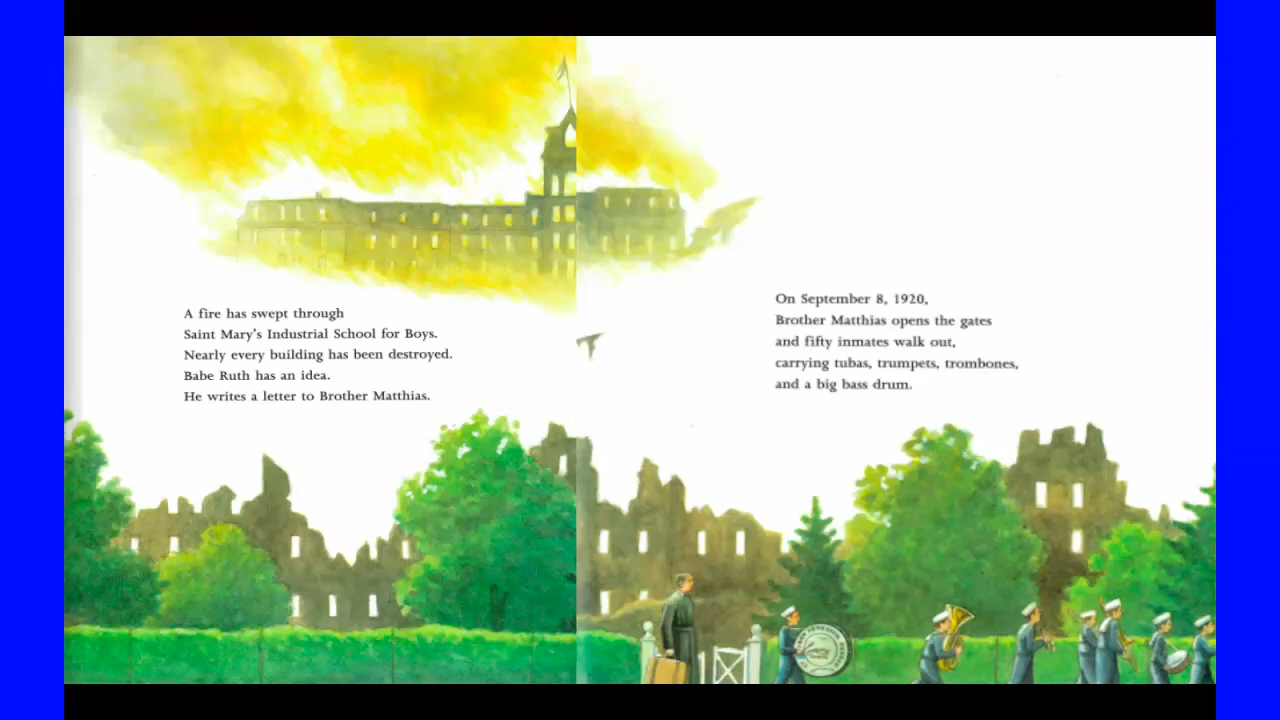 A fire has swept through
Saint Mary's Industrial School for Boys.
Nearly every building has been destroyed.
Babe Ruth has an idea.
He writes a letter to Brother Matthias.
On September 8, 1920,
Brother Matthias opens the gates
and fifty inmates walk out,
carrying tubas, trumpets, trombones,
and a big bass drum.